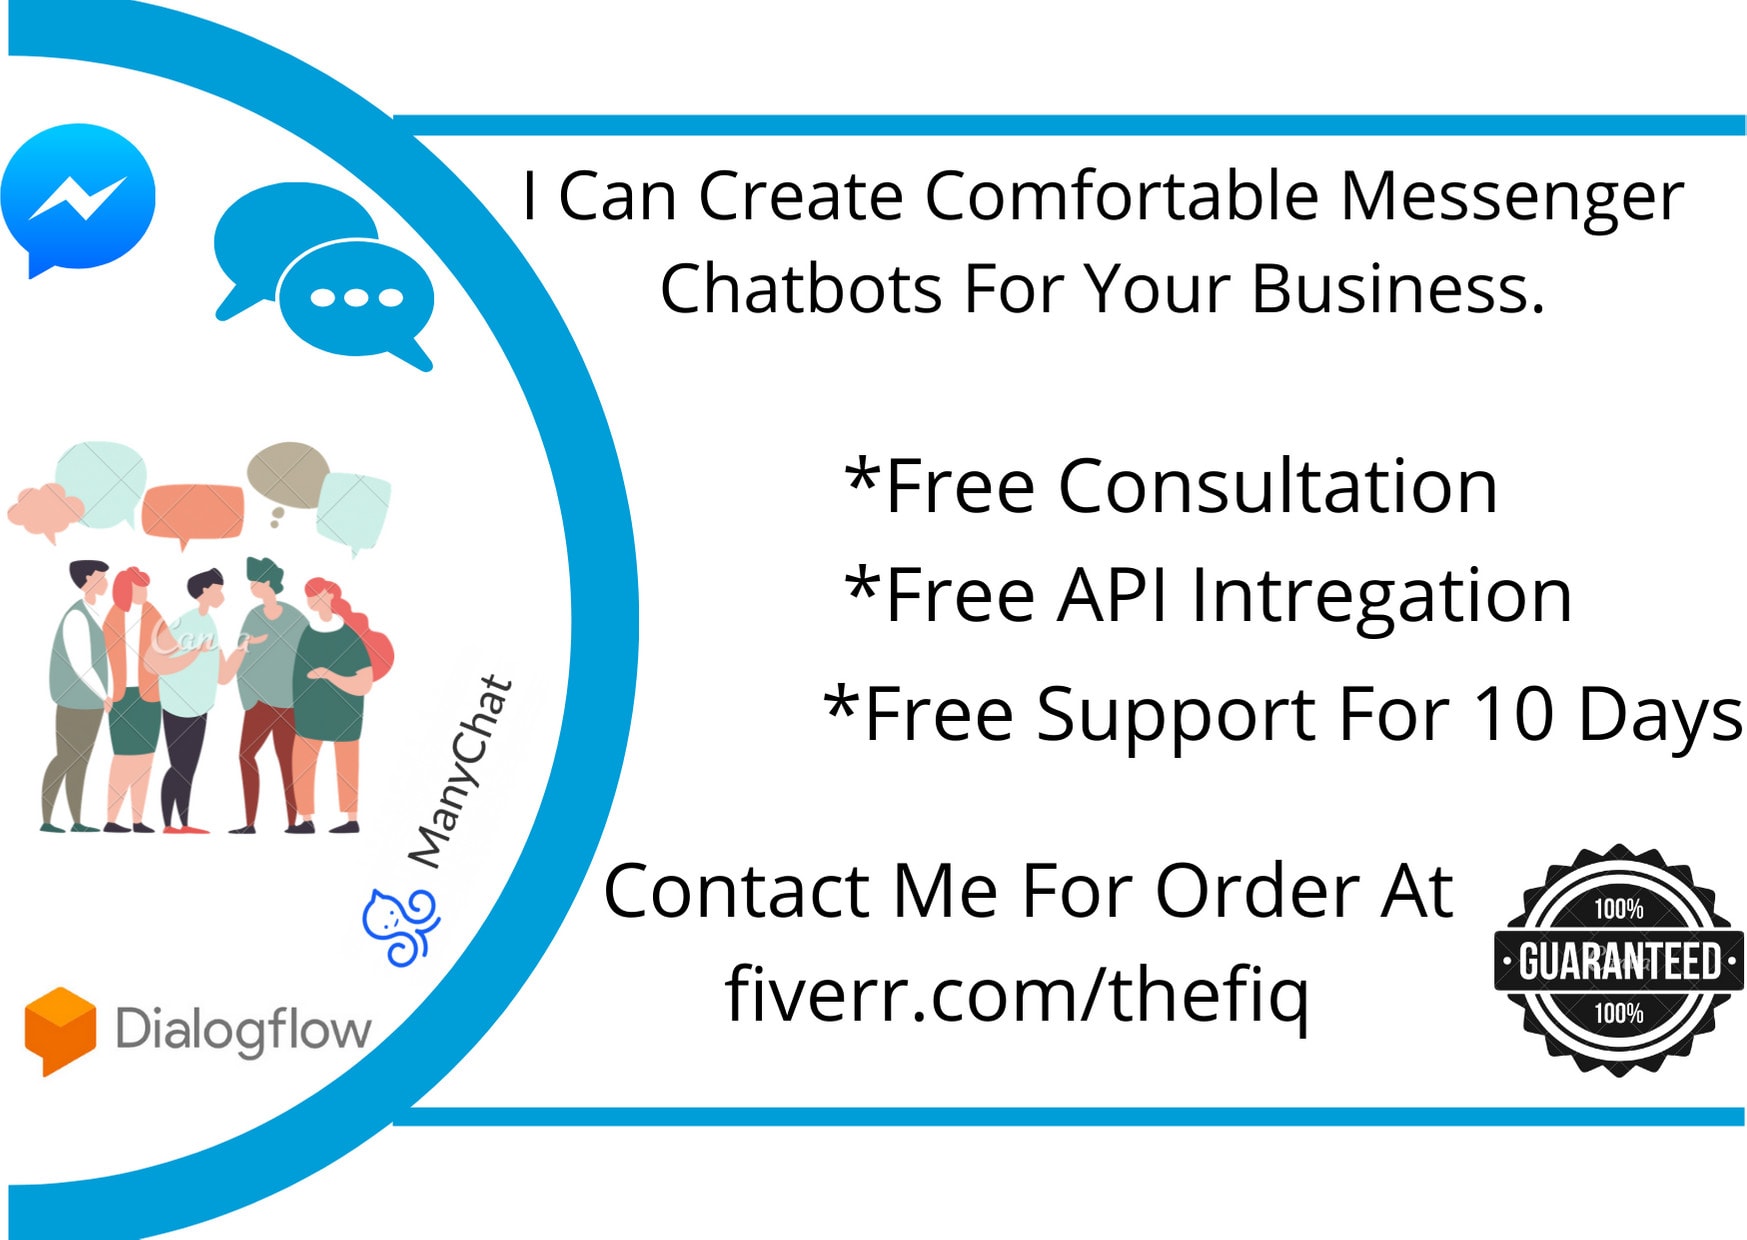 I Can Create Comfortable Messenger
Chatbots For Your Business.
*Free Consultation
*Free API Intregation
*Free Support For 10 Days
Canva
ManyChat
Dialogflow
Contact Me For Order At
fiverr.com/thefiq
100%
GUARANTEED
100%